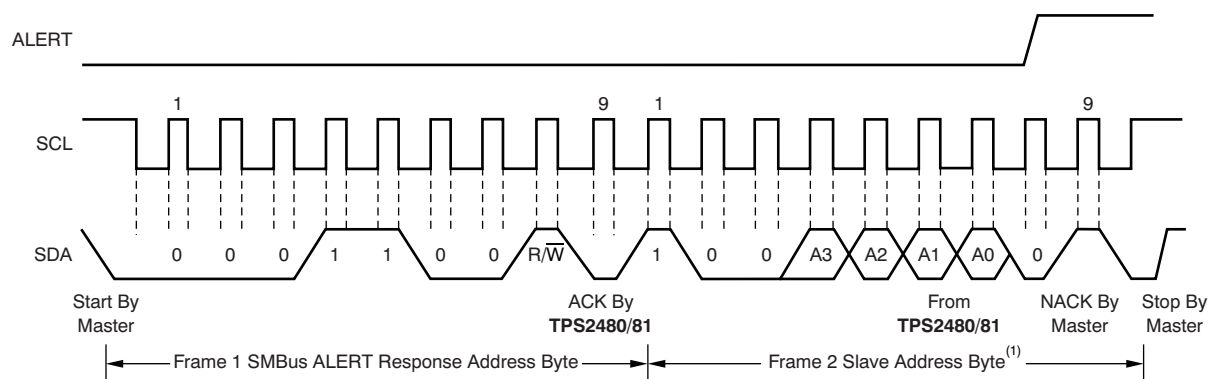 ALERT
1 9 1 9
SCL
SDA 0 0 0 1 1 0 0 R/W̅ 1 0 0 A3 A2 A1 A0 0
Start By Master
ACK By TPS2480/81
From TPS2480/81
NACK By Master
Stop By Master
Frame 1 SMBus ALERT Response Address Byte
Frame 2 Slave Address Byte(1)